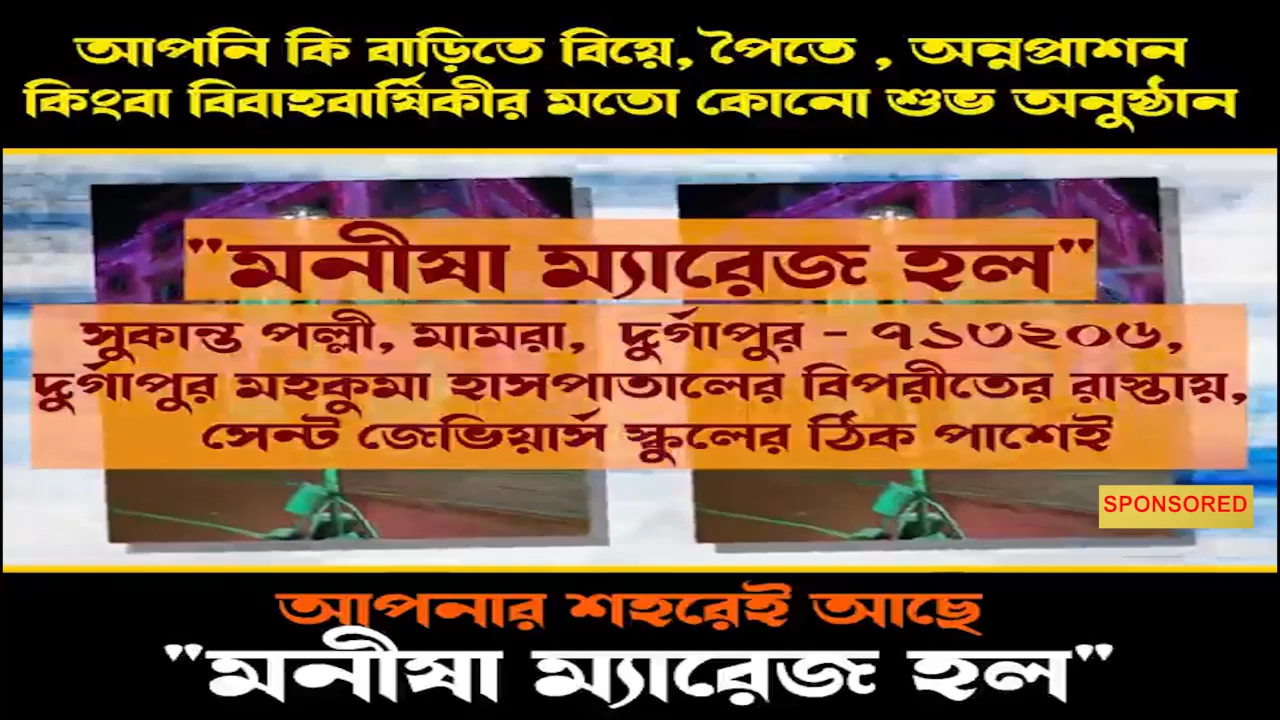 আপনি কি বাড়িতে বিয়ে, পৈতে , অন্নপ্রাশন
কিংবা বিবাহবার্ষিকীর মতো কোনো শুভ অনুষ্ঠান
"মনীষা ম্যারেজ হল"
সুকান্ত পল্লী, মামরা, দুর্গাপুর - ৭১৩২০৬,
দুর্গাপুর মহকুমা হাসপাতালের বিপরীতের রাস্তায়,
সেন্ট জেভিয়ার্স স্কুলের ঠিক পাশেই
SPONSORED
আপনার শহরেই আছে
"মনীষা ম্যারেজ হল"